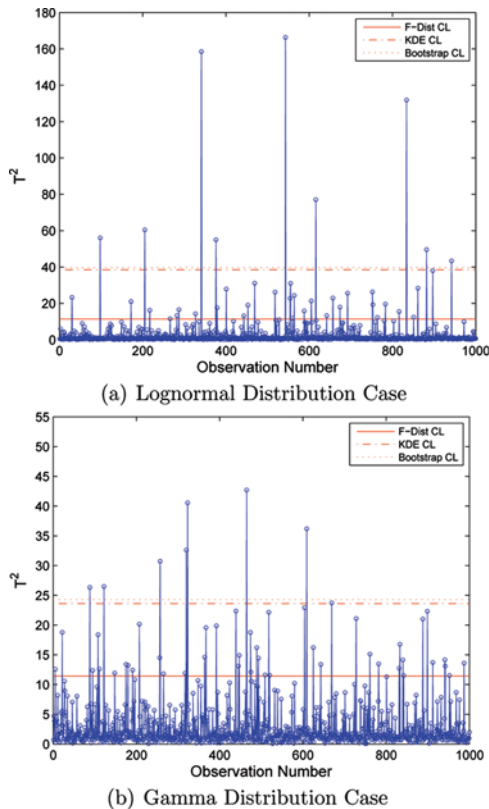 180
160
140
120
100
80
60
40
20
0
T²
F-Dist CL
KDE CL
Bootstrap CL
0 200 400 600 800 1000
Observation Number
(a) Lognormal Distribution Case
55
50
45
40
35
30
25
20
15
10
5
0
T²
F-Dist CL
KDE CL
Bootstrap CL
0 200 400 600 800 1000
Observation Number
(b) Gamma Distribution Case